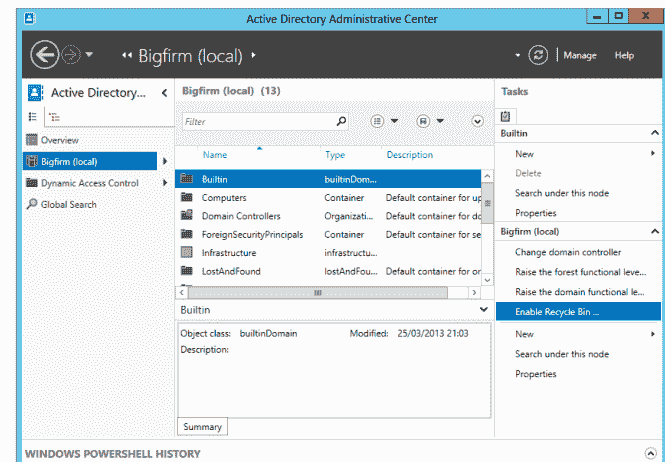 Active Directory Administrative Center
Bigfirm (local)
Manage
Help
Active Directory...
Overview
Bigfirm (local)
Dynamic Access Control
Global Search
Bigfirm (local) (13)
Filter
Name Type Description
Builtin builtinDom...
Computers Container Default container for up
Domain Controllers Organizati... Default container for do
ForeignSecurityPrincipals Container Default container for se
Infrastructure infrastructu...
LostAndFound lostAndFou... Default container for or
Builtin
Object class: builtinDomain Modified: 25/03/2013 21:03
Description:
Summary
Tasks
Builtin
New
Delete
Search under this node
Properties
Bigfirm (local)
Change domain controller
Raise the forest functional leve...
Raise the domain functional le...
Enable Recycle Bin ...
New
Search under this node
Properties
WINDOWS POWERSHELL HISTORY